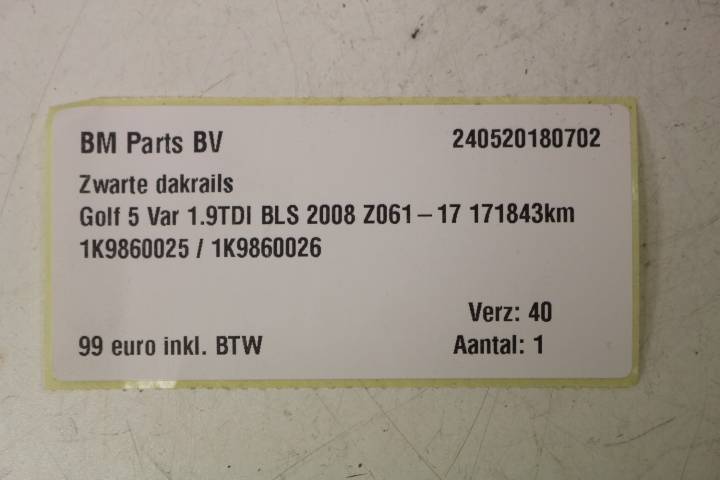 BM Parts BV 240520180702
Zwarte dakrails
Golf 5 Var 1.9TDI BLS 2008 Z061-17 171843km
1K9860025 / 1K9860026
Verz: 40
99 euro inkl. BTW Aantal: 1